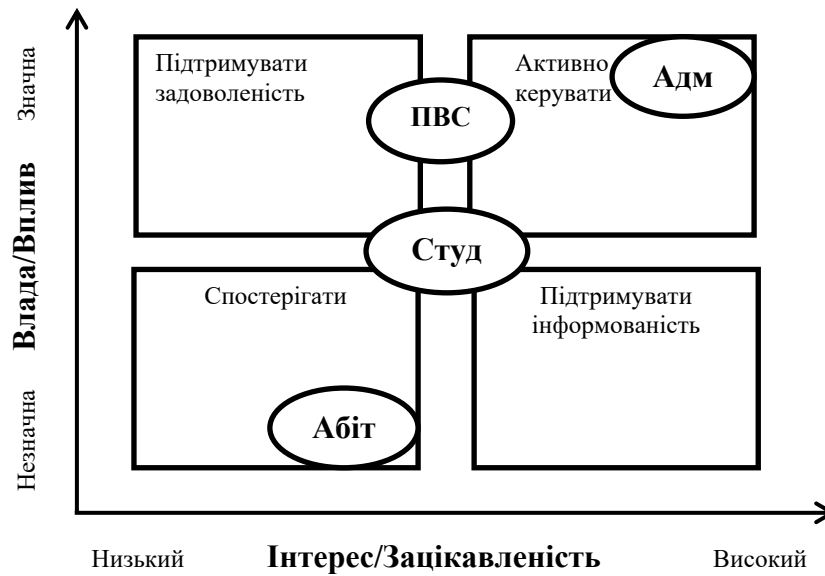 Підтримувати
задоволеність
Активно
керувати
Адм
ПВС
Студ
Спостерігати
Підтримувати
інформованість
Абіт
Значна
Влада/Вплив
Незначна
Низький
Інтерес/Зацікавленість
Високий